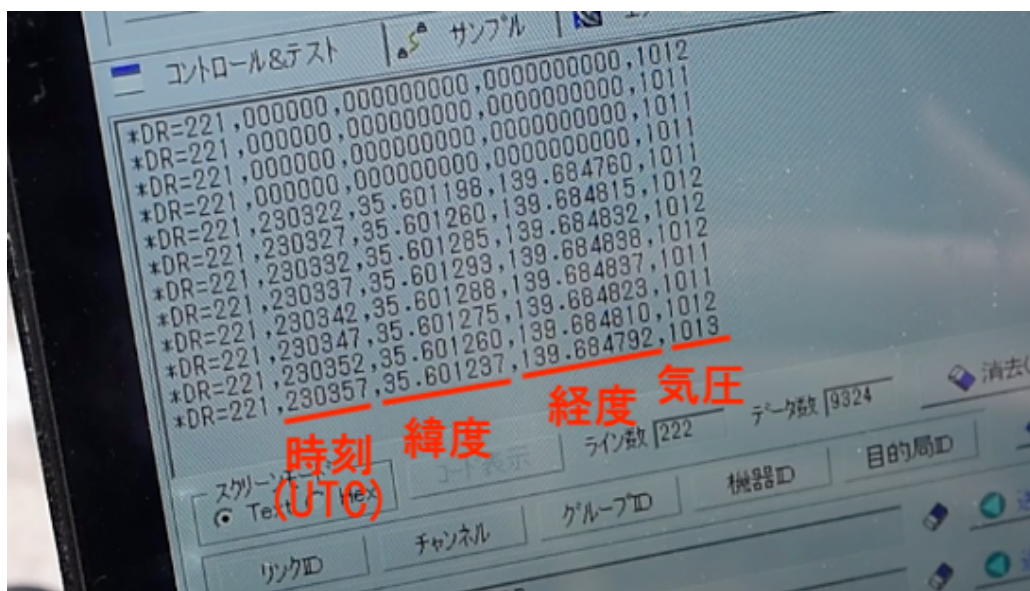 コントロール&テスト
サンプル
*DR=221,000000,000000000,0000000000,1012
*DR=221,000000,000000000,0000000000,1011
*DR=221,000000,000000000,0000000000,1011
*DR=221,000000,000000000,0000000000,1011
*DR=221,230322,35.601198,139.684760,1011
*DR=221,230327,35.601260,139.684815,1012
*DR=221,230332,35.601285,139.684832,1012
*DR=221,230337,35.601293,139.684838,1012
*DR=221,230342,35.601288,139.684837,1011
*DR=221,230347,35.601275,139.684823,1011
*DR=221,230352,35.601260,139.684810,1012
*DR=221,230357,35.601237,139.684792,1013
時刻
(UTC)
緯度
経度
気圧
コード表示
ライン数 222
データ数 9324
消去(
Text
Hex
リンクID
チャンネル
グループID
機器ID
目的局ID